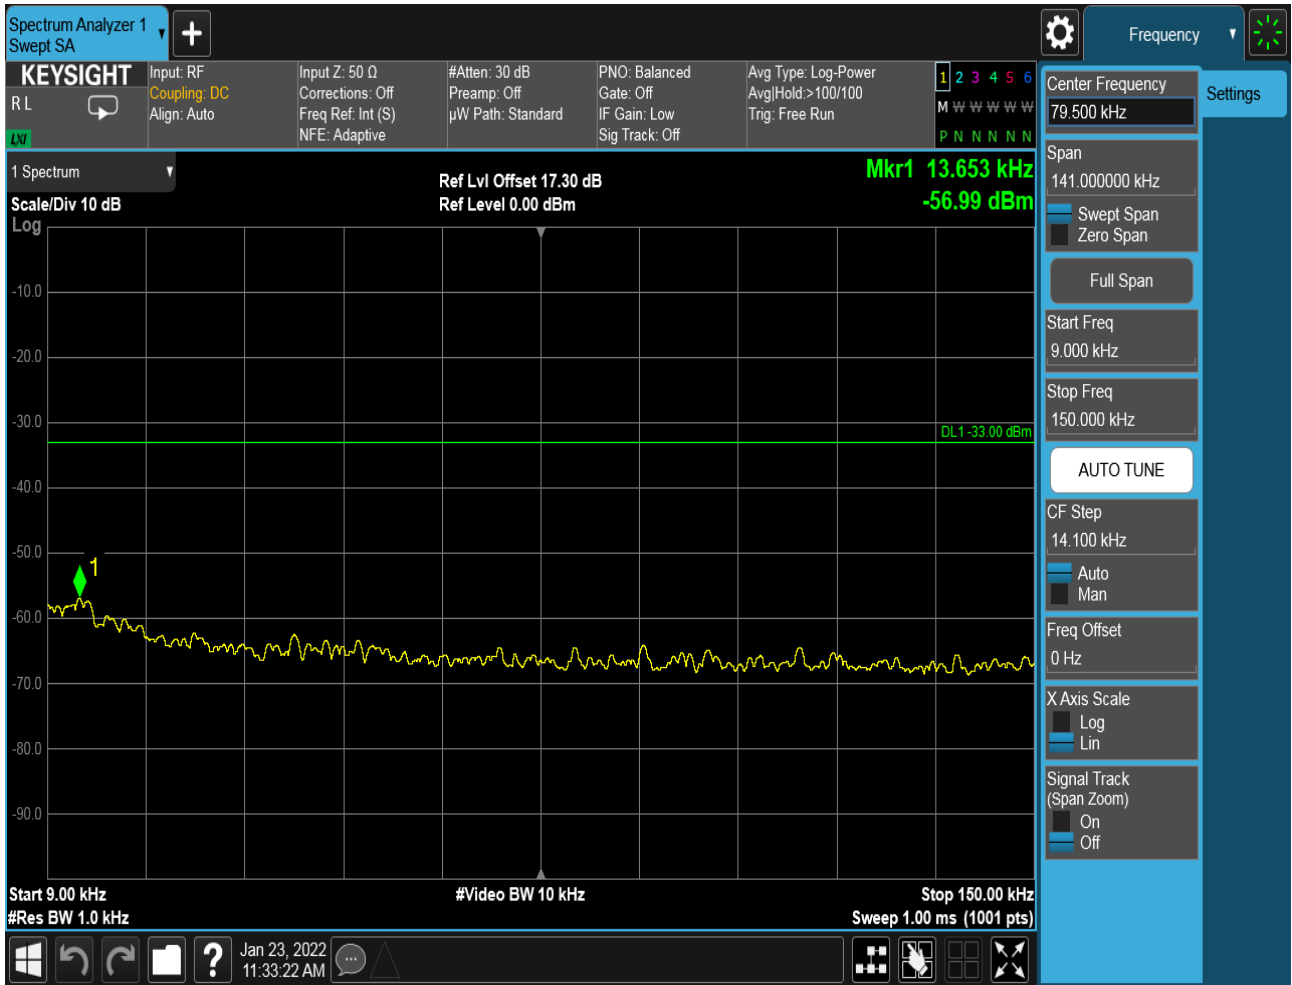 Spectrum Analyzer 1
Swept SA
Frequency
KEYSIGHT
R L
LXI
Input: RF
Coupling: DC
Align: Auto
Input Z: 50 Ω
Corrections: Off
Freq Ref: Int (S)
NFE: Adaptive
#Atten: 30 dB
Preamp: Off
µW Path: Standard
PNO: Balanced
Gate: Off
IF Gain: Low
Sig Track: Off
Avg Type: Log-Power
Avg|Hold:>100/100
Trig: Free Run
1 2 3 4 5 6
M W W W W W
P N N N N N
Center Frequency
79.500 kHz
Settings
Span
141.000000 kHz
Swept Span
Zero Span
Full Span
Start Freq
9.000 kHz
Stop Freq
150.000 kHz
AUTO TUNE
CF Step
14.100 kHz
Auto
Man
Freq Offset
0 Hz
X Axis Scale
Log
Lin
Signal Track
(Span Zoom)
On
Off
1 Spectrum
Scale/Div 10 dB
Log
Ref Lvl Offset 17.30 dB
Ref Level 0.00 dBm
Mkr1 13.653 kHz
-56.99 dBm
-10.0
-20.0
-30.0
DL1 -33.00 dBm
-40.0
-50.0
1
-60.0
-70.0
-80.0
-90.0
Start 9.00 kHz
#Video BW 10 kHz
Stop 150.00 kHz
#Res BW 1.0 kHz
Sweep 1.00 ms (1001 pts)
?
Jan 23, 2022
11:33:22 AM